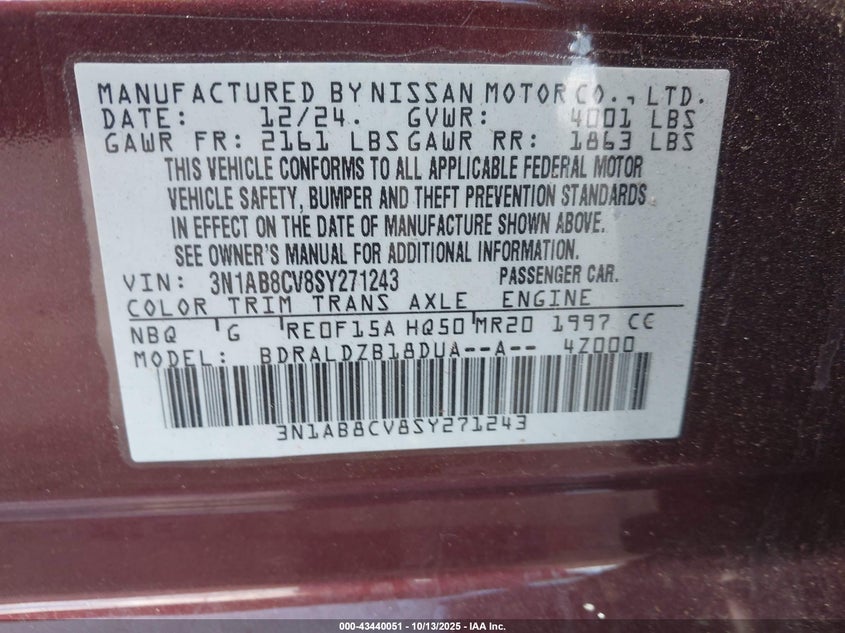 MANUFACTURED BY NISSAN MOTOR CO., LTD.
DATE: 12/24. GVWR: 4001 LBS
GAWR FR: 2161 LBS GAWR RR: 1863 LBS
THIS VEHICLE CONFORMS TO ALL APPLICABLE FEDERAL MOTOR
VEHICLE SAFETY, BUMPER AND THEFT PREVENTION STANDARDS
IN EFFECT ON THE DATE OF MANUFACTURE SHOWN ABOVE.
SEE OWNER'S MANUAL FOR ADDITIONAL INFORMATION.
VIN: 3N1AB8CV8SY271243 PASSENGER CAR.
COLOR TRIM TRANS AXLE ENGINE
NBQ G RE0F15A HQ50 MR20 1997 CC
MODEL: BDRALDZB18DUA--A-- 4Z000
3N1AB8CV8SY271243
000-43440051 - 10/13/2025 - IAA Inc.